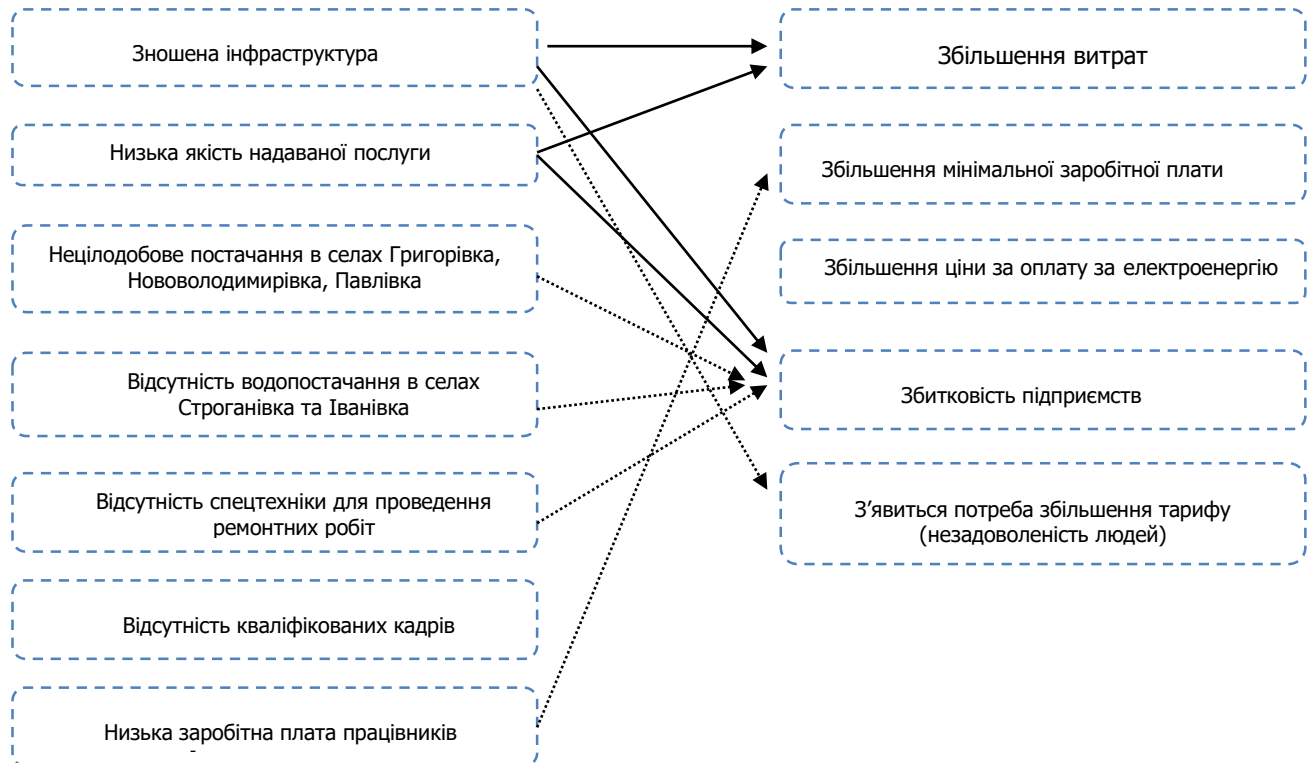 Зношена інфраструктура
Низька якість надаваної послуги
Нецілодобове постачання в селах Григорівка,
Нововолодимирівка, Павлівка
Відсутність водопостачання в селах
Строганівка та Іванівка
Відсутність спецтехніки для проведення
ремонтних робіт
Відсутність кваліфікованих кадрів
Низька заробітна плата працівників
Збільшення витрат
Збільшення мінімальної заробітної плати
Збільшення ціни за оплату за електроенергію
Збитковість підприємств
З’явиться потреба збільшення тарифу
(незадоволеність людей)